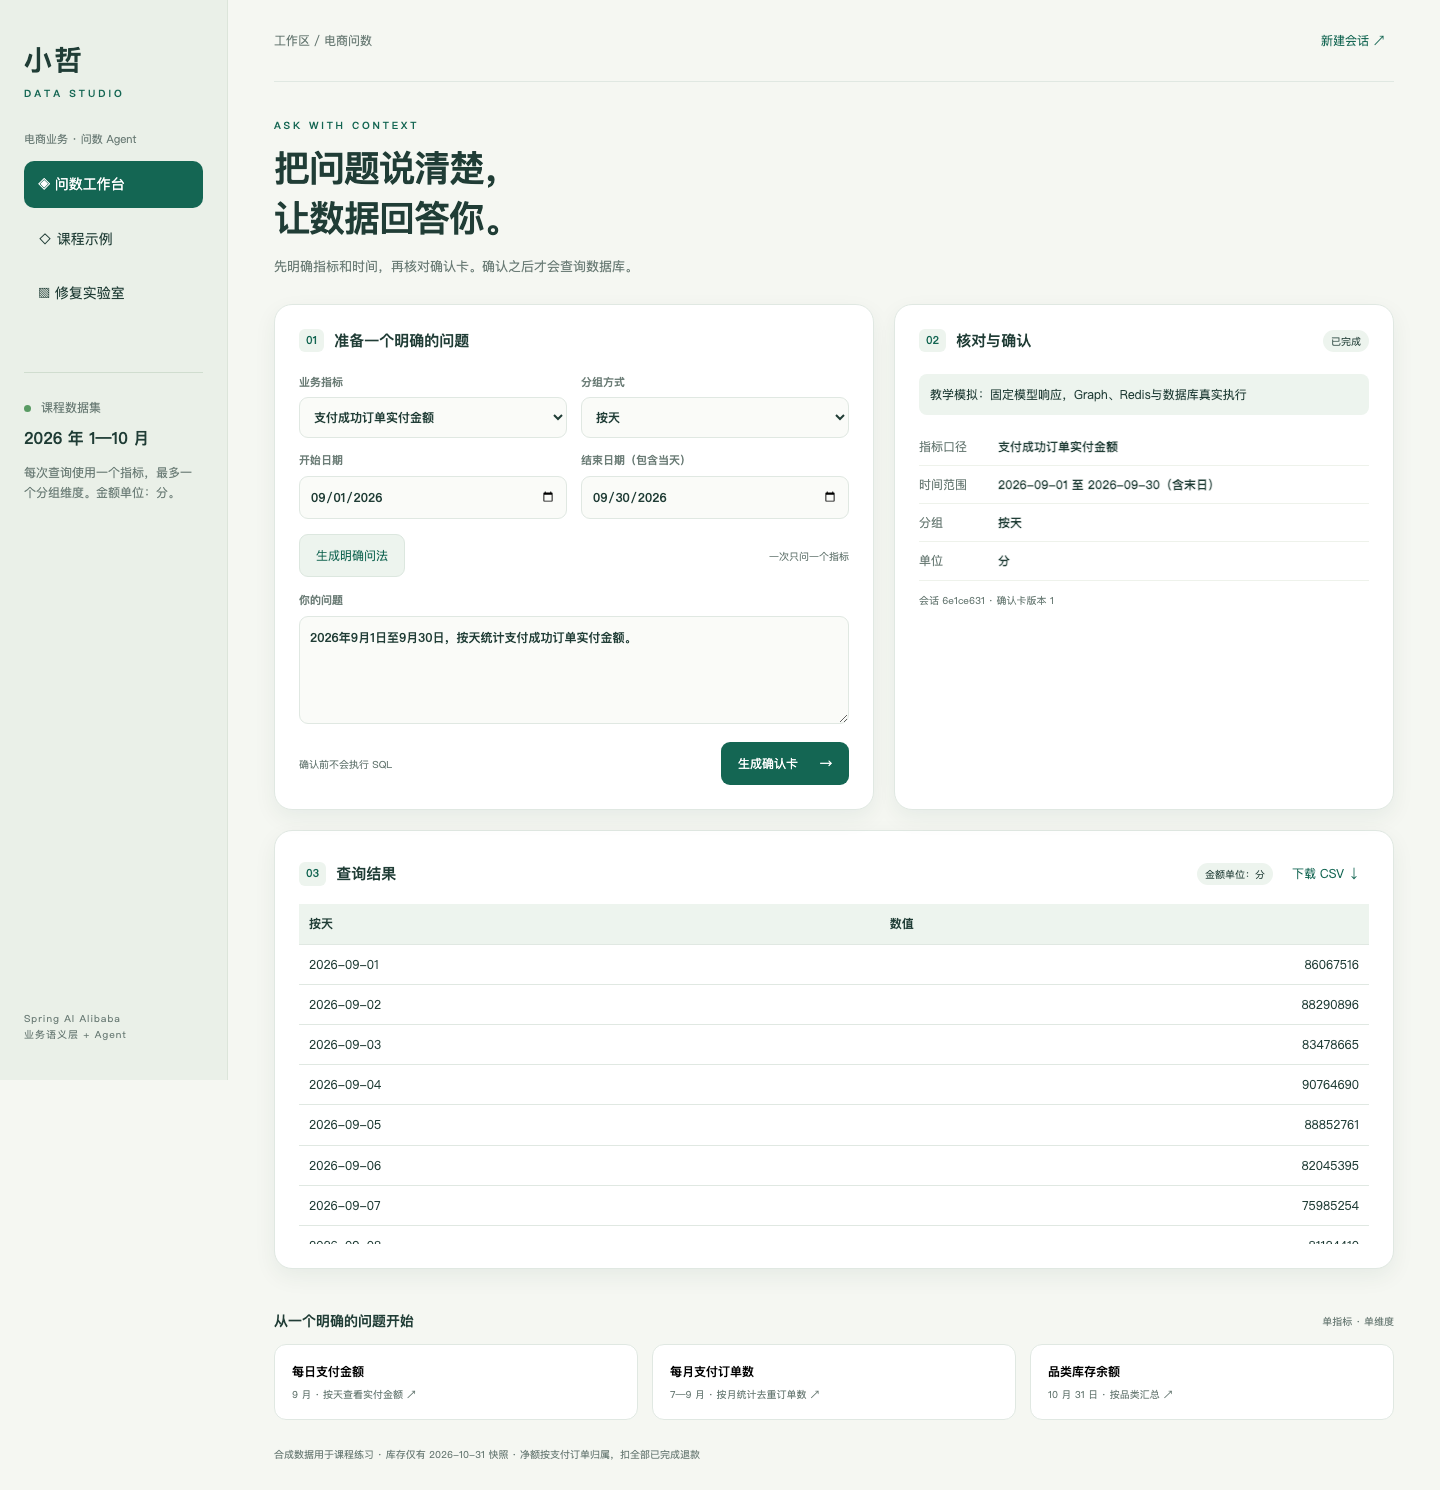 小哲
DATA STUDIO
电商业务 · 问数 Agent
◈ 问数工作台
◇ 课程示例
▧ 修复实验室
课程数据集
2026 年 1—10 月
每次查询使用一个指标，最多一
个分组维度。金额单位：分。
Spring AI Alibaba
业务语义层 + Agent
工作区 / 电商问数
新建会话 ↗
ASK WITH CONTEXT
把问题说清楚，
让数据回答你。
先明确指标和时间，再核对确认卡。确认之后才会查询数据库。
01 准备一个明确的问题
业务指标
分组方式
支付成功订单实付金额
按天
开始日期
结束日期（包含当天）
09/01/2026
09/30/2026
生成明确问法
一次只问一个指标
你的问题
2026年9月1日至9月30日，按天统计支付成功订单实付金额。
确认前不会执行 SQL
生成确认卡 →
02 核对与确认
已完成
教学模拟：固定模型响应，Graph、Redis与数据库真实执行
指标口径 支付成功订单实付金额
时间范围 2026-09-01 至 2026-09-30（含末日）
分组 按天
单位 分
会话 6e1ce631 · 确认卡版本 1
03 查询结果
金额单位：分
下载 CSV ↓
按天 数值
2026-09-01 86067516
2026-09-02 88290896
2026-09-03 83478665
2026-09-04 90764690
2026-09-05 88852761
2026-09-06 82045395
2026-09-07 75985254
从一个明确的问题开始
单指标 · 单维度
每日支付金额
9 月 · 按天查看实付金额 ↗
每月支付订单数
7—9 月 · 按月统计去重订单数 ↗
品类库存余额
10 月 31 日 · 按品类汇总 ↗
合成数据用于课程练习 · 库存仅有 2026-10-31 快照 · 净额按支付订单归属，扣全部已完成退款